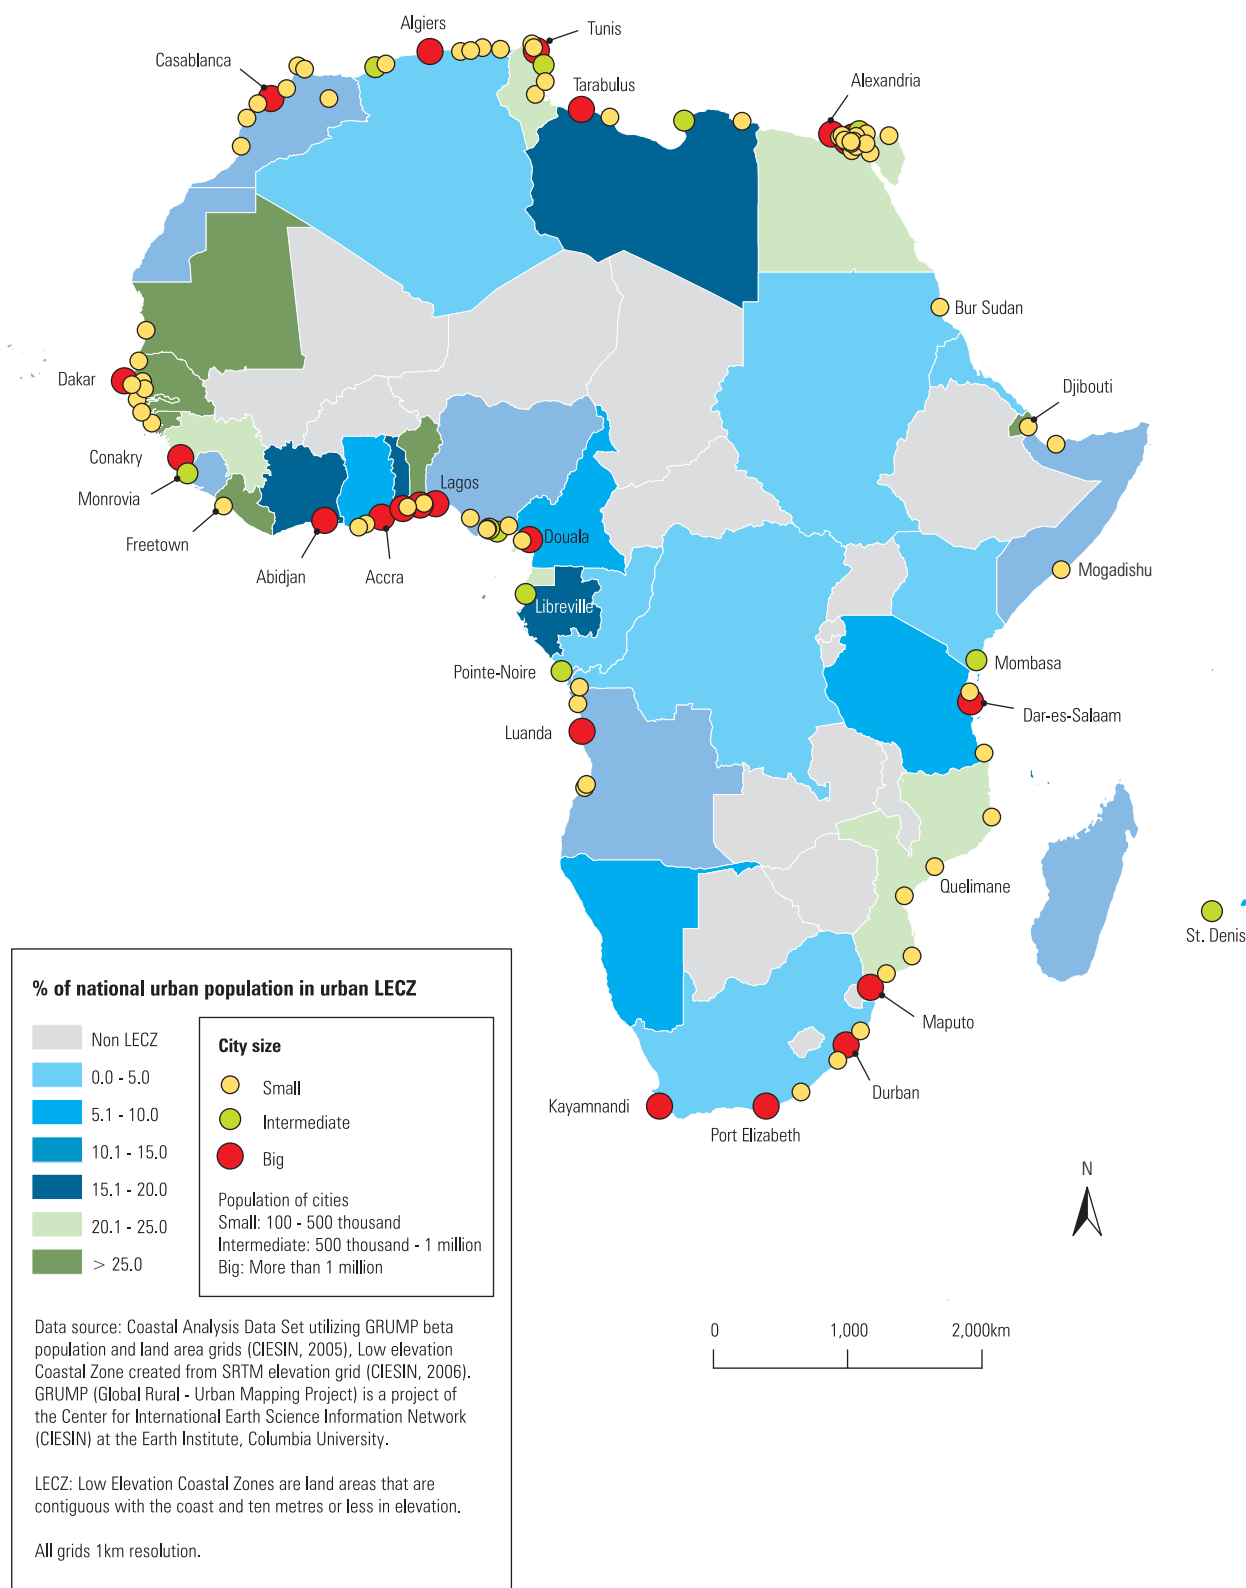 Algiers
Tunis
Casablanca
Tarabulus
Alexandria
Bur Sudan
Dakar
Djibouti
Conakry
Lagos
Monrovia
Freetown
Douala
Abidjan
Accra
Mogadishu
Libreville
Pointe-Noire
Mombasa
Dar-es-Salaam
Luanda
Quelimane
St. Denis
Maputo
Durban
Kayamnandi
Port Elizabeth
% of national urban population in urban LECZ
Non LECZ
0.0 - 5.0
5.1 - 10.0
10.1 - 15.0
15.1 - 20.0
20.1 - 25.0
> 25.0
City size
Small
Intermediate
Big
Population of cities
Small: 100 - 500 thousand
Intermediate: 500 thousand - 1 million
Big: More than 1 million
Data source: Coastal Analysis Data Set utilizing GRUMP beta
population and land area grids (CIESIN, 2005), Low elevation
Coastal Zone created from SRTM elevation grid (CIESIN, 2006).
GRUMP (Global Rural - Urban Mapping Project) is a project of
the Center for International Earth Science Information Network
(CIESIN) at the Earth Institute, Columbia University.
LECZ: Low Elevation Coastal Zones are land areas that are
contiguous with the coast and ten metres or less in elevation.
All grids 1km resolution.
N
0 1,000 2,000km